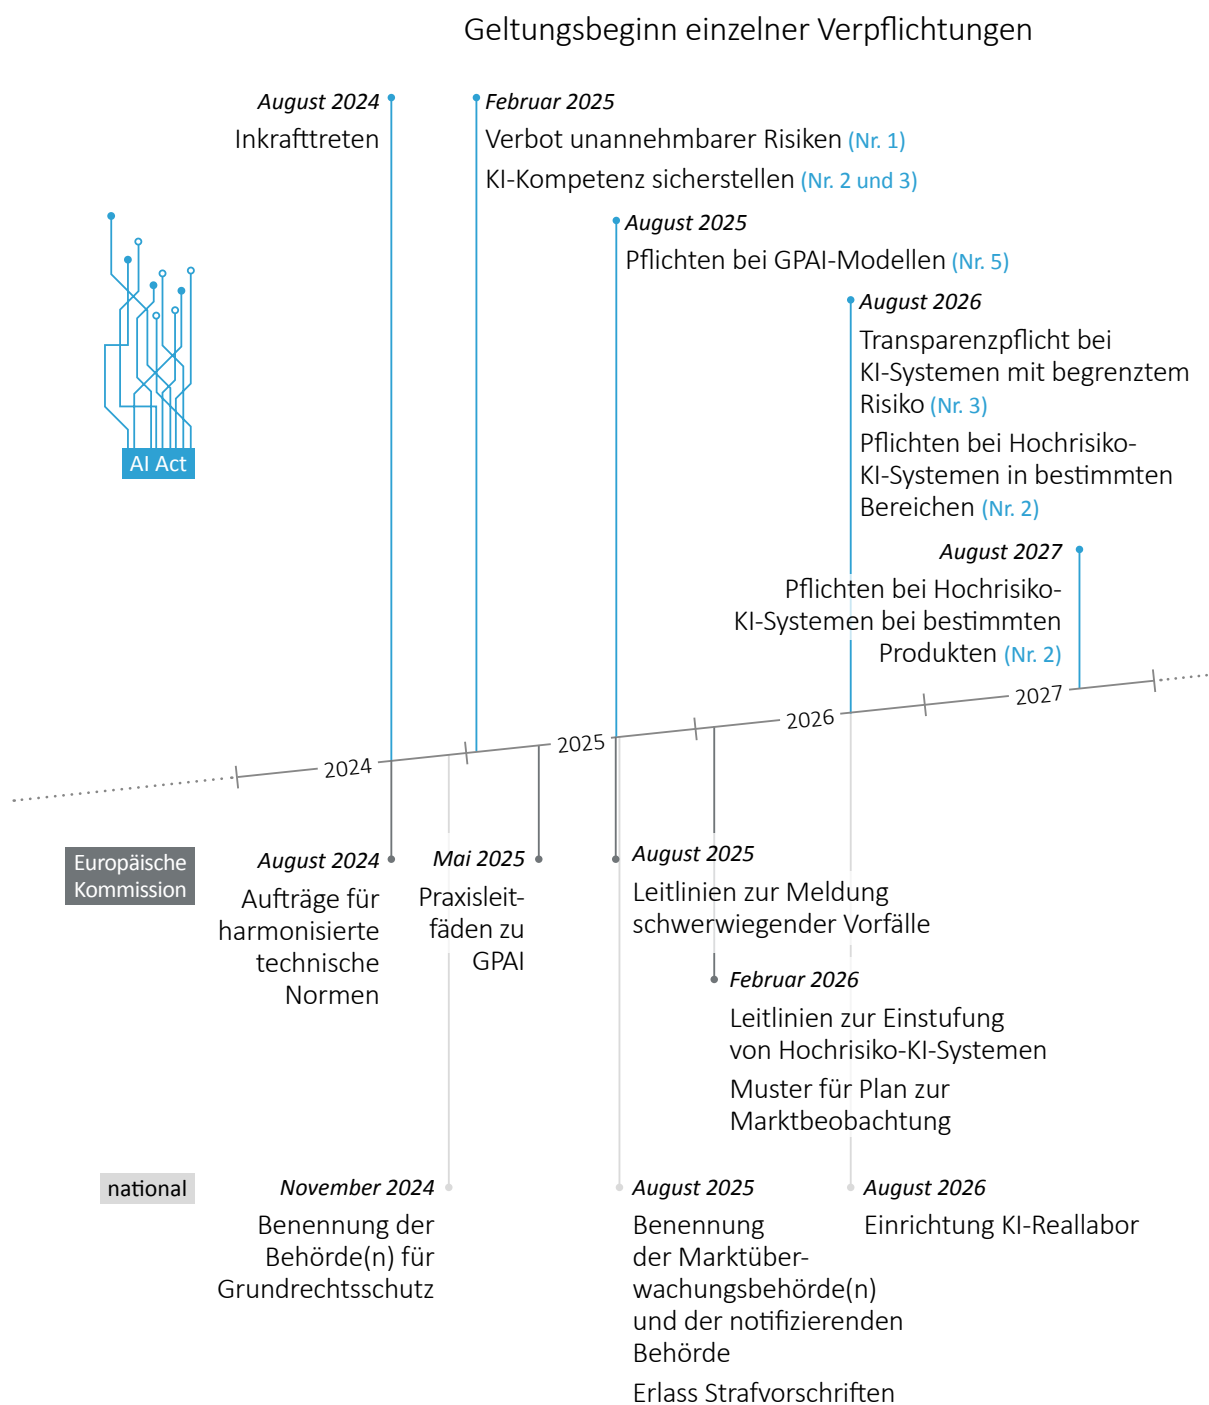 Geltungsbeginn einzelner Verpflichtungen
August 2024
Inkrafttreten
Februar 2025
Verbot unannehmbarer Risiken (Nr. 1)
KI-Kompetenz sicherstellen (Nr. 2 und 3)
August 2025
Pflichten bei GPAI-Modellen (Nr. 5)
August 2026
Transparenzpflicht bei
KI-Systemen mit begrenztem
Risiko (Nr. 3)
Pflichten bei Hochrisiko-
KI-Systemen in bestimmten
Bereichen (Nr. 2)
AI Act
August 2027
Pflichten bei Hochrisiko-
KI-Systemen bei bestimmten
Produkten (Nr. 2)
2024
2025
2026
2027
Europäische
Kommission
August 2024
Aufträge für
harmonisierte
technische
Normen
Mai 2025
Praxisleit-
fäden zu
GPAI
August 2025
Leitlinien zur Meldung
schwerwiegender Vorfälle
Februar 2026
Leitlinien zur Einstufung
von Hochrisiko-KI-Systemen
Muster für Plan zur
Marktbeobachtung
national
November 2024
Benennung der
Behörde(n) für
Grundrechtsschutz
August 2025
Benennung
der Marktüber-
wachungsbehörde(n)
und der notifizierenden
Behörde
Erlass Strafvorschriften
August 2026
Einrichtung KI-Reallabor